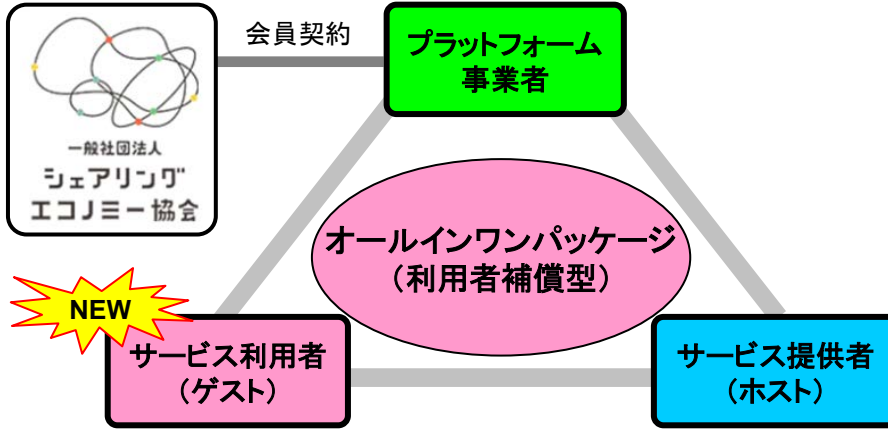 会員契約
プラットフォーム
事業者
一般社団法人
シェアリング
エコノミー協会
オールインワンパッケージ
（利用者補償型）
NEW
サービス利用者
（ゲスト）
サービス提供者
（ホスト）